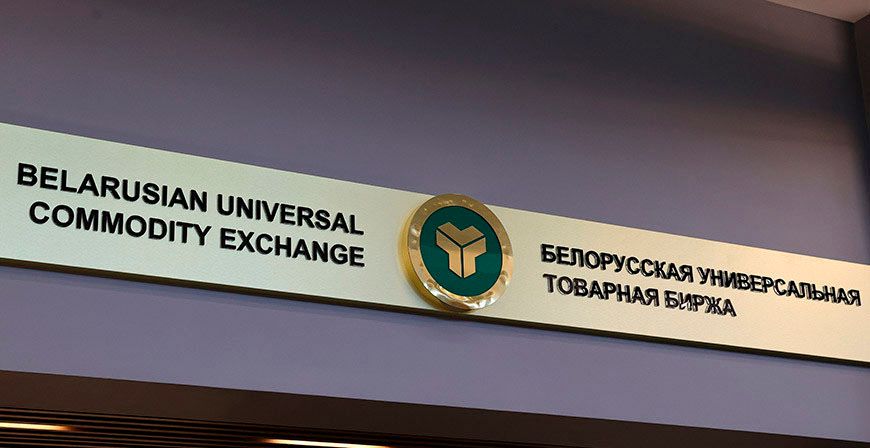 BELARUSIAN UNIVERSAL
COMMODITY EXCHANGE
БЕЛОРУССКАЯ УНИВЕРСАЛЬНАЯ
ТОВАРНАЯ БИРЖА